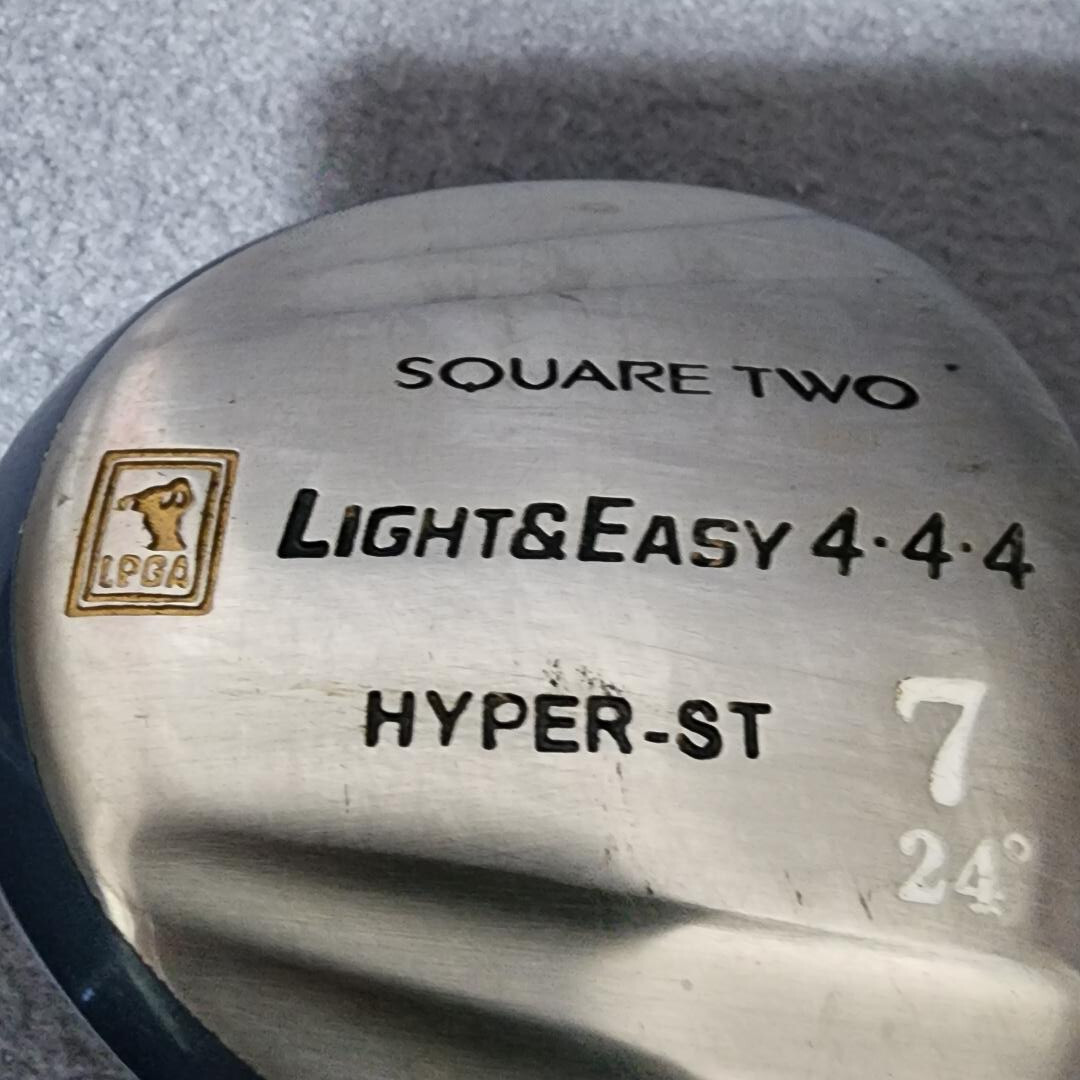 SQUARE TWO
LPGA
LIGHT&EASY 4·4·4
HYPER-ST
7
24°